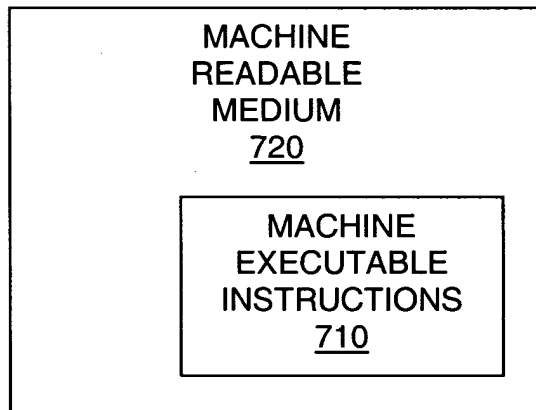 MACHINE
READABLE
MEDIUM
720
MACHINE
EXECUTABLE
INSTRUCTIONS
710